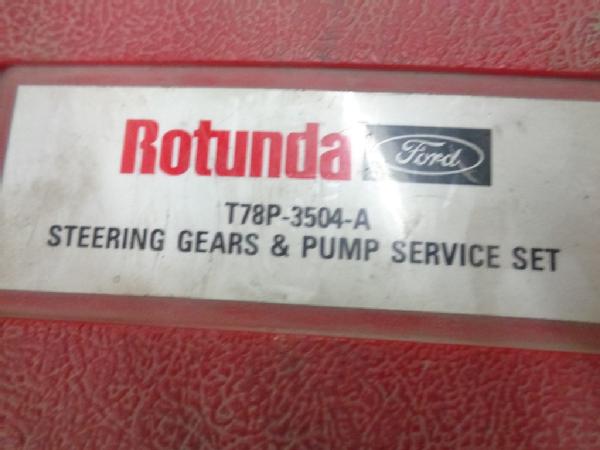 Rotunda Ford
T78P-3504-A
STEERING GEARS & PUMP SERVICE SET